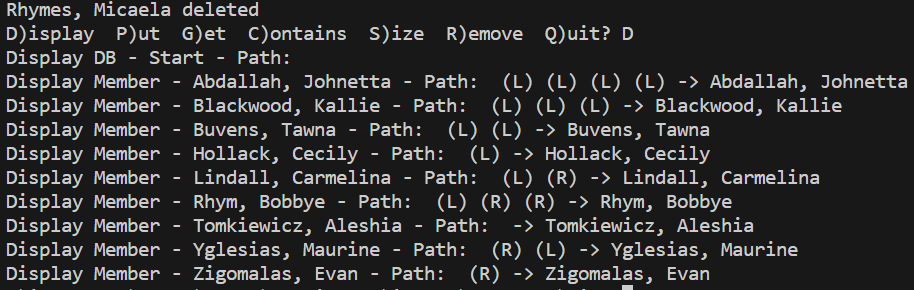 Rhymes, Micaela deleted
D)isplay  P)ut  G)et  C)ontains  S)ize  R)emove  Q)uit? D
Display DB - Start - Path:
Display Member - Abdallah, Johnetta - Path:  (L) (L) (L) (L) -> Abdallah, Johnetta
Display Member - Blackwood, Kallie - Path:  (L) (L) (L) -> Blackwood, Kallie
Display Member - Buvens, Tawna - Path:  (L) (L) -> Buvens, Tawna
Display Member - Hollack, Cecily - Path:  (L) -> Hollack, Cecily
Display Member - Lindall, Carmelina - Path:  (L) (R) -> Lindall, Carmelina
Display Member - Rhym, Bobbye - Path:  (L) (R) (R) -> Rhym, Bobbye
Display Member - Tomkiewicz, Aleshia - Path:  -> Tomkiewicz, Aleshia
Display Member - Yglesias, Maurine - Path:  (R) (L) -> Yglesias, Maurine
Display Member - Zigomalas, Evan - Path:  (R) -> Zigomalas, Evan